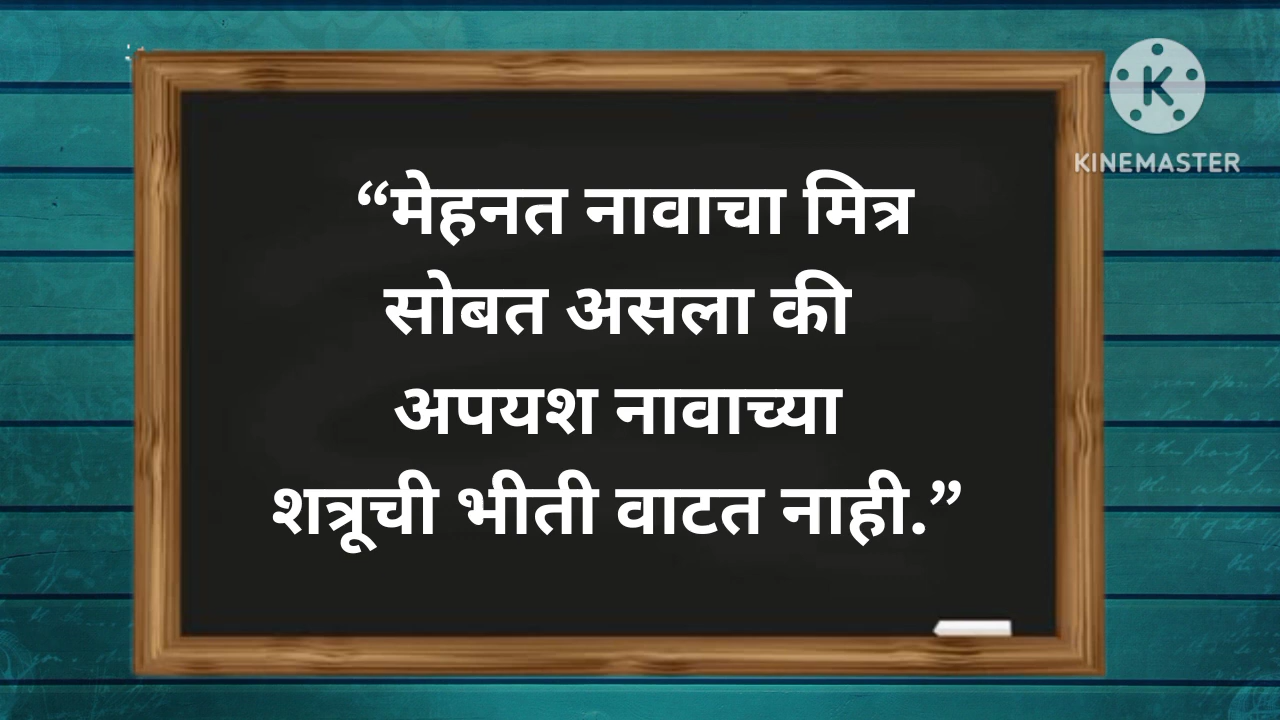 “मेहनत नावाचा मित्र
सोबत असला की
अपयश नावाच्या
शत्रूची भीती वाटत नाही.”
K
KINEMASTER